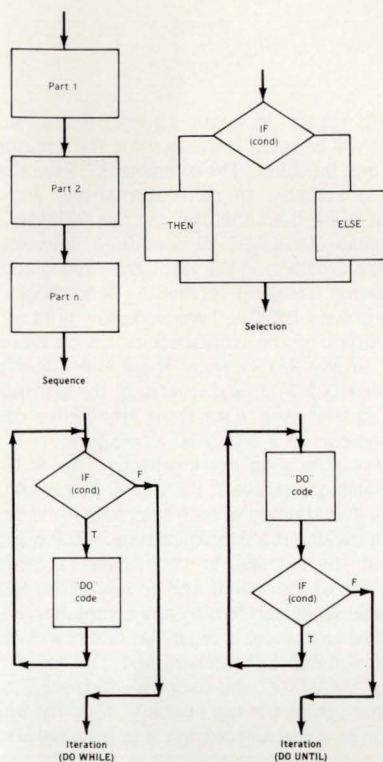 Part 1
Part 2
Part n
Sequence
IF
(cond)
THEN
ELSE
Selection
IF
(cond)
F
T
"DO"
code
Iteration
(DO WHILE)
"DO"
code
IF
(cond)
F
T
Iteration
(DO UNTIL)